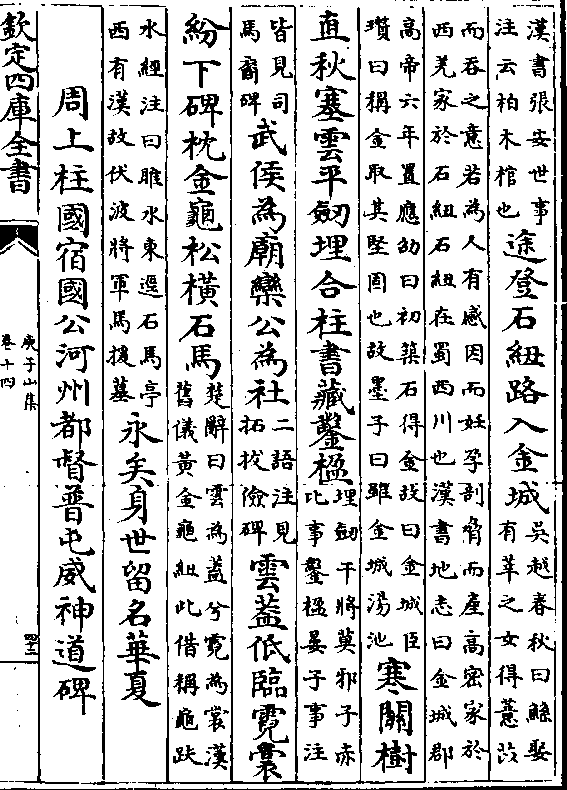 漢書張安世事
注云柏木棺也
途登石紐路入金城
吳越春秋曰鯀娶
有莘之女得薏苡
而吞之意若為人有感因而妊孕剖脅而產高密家於
西羌家於石紐石紐在蜀西川也漢書地志曰金城郡
高帝六年置應劭曰初築石得金故曰金城臣
瓚曰稱金取其堅固也故墨子曰雖金城湯池
寒關樹
直秋塞雲平劒埋合柱書藏鑿楹
埋劒干將莫邪子赤
比事鑿楹晏子事注
皆見司
馬裔碑
武侯為廟欒公為社
二語注見
拓拔儉碑
雲蓋低臨霓裳
紛下碑枕金龜松橫石馬
楚辭曰雲為蓋兮霓為裳漢
舊儀黃金龜紐此借稱龜趺
水經注曰睢水東逕石馬亭
西有漢故伏波將軍馬援墓
永矣身世留名華夏
周上柱國宿國公河州都督普屯威神道碑
欽定四庫全書
庾子山集
卷十四